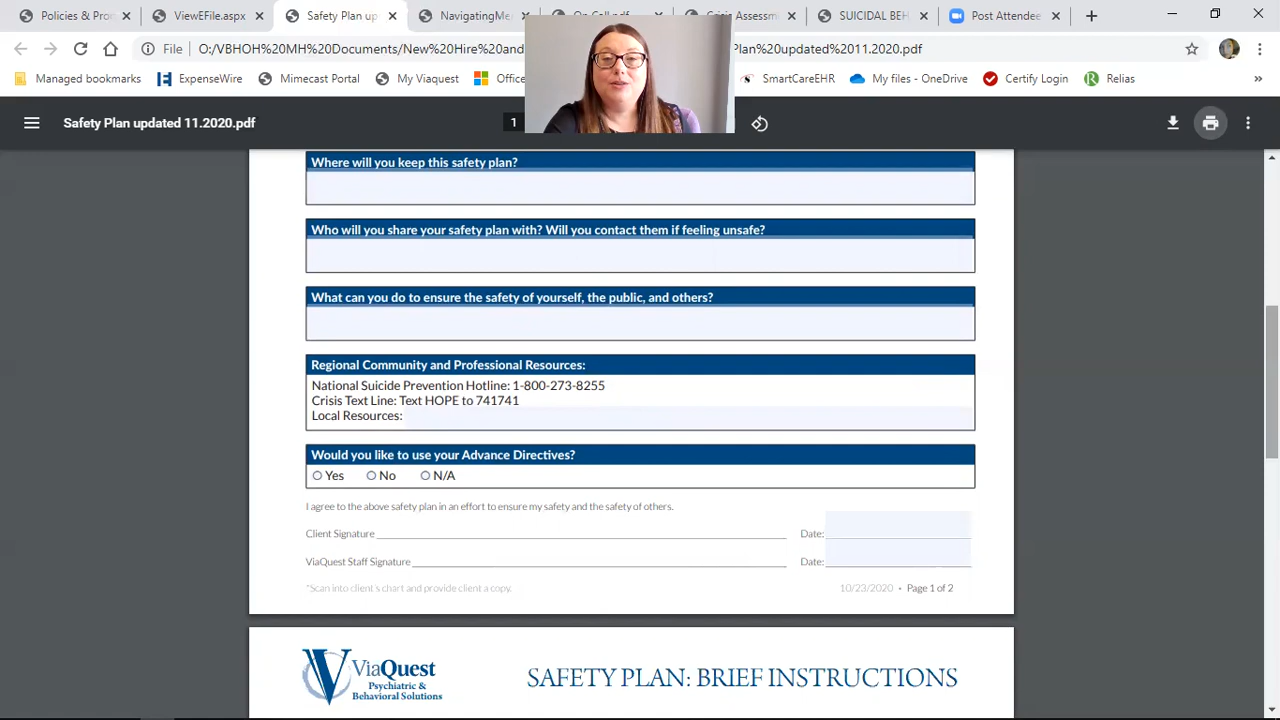 Policies & Pro
ViewEFile.aspx
Safety Plan up
NavigatingMe
On Call.pdf
Crisis Assessm
SUICIDAL BEH
Post Attendee
File
O:/VBHOH%20MH%20Documents/New%20Hire%20and
Plan%20updated%2011.2020.pdf
Managed bookmarks
ExpenseWire
Mimecast Portal
My Viaquest
Office
SmartCareEHR
My files - OneDrive
Certify Login
Relias
Safety Plan updated 11.2020.pdf
1
Where will you keep this safety plan?
Who will you share your safety plan with? Will you contact them if feeling unsafe?
What can you do to ensure the safety of yourself, the public, and others?
Regional Community and Professional Resources:
National Suicide Prevention Hotline: 1-800-273-8255
Crisis Text Line: Text HOPE to 741741
Local Resources:
Would you like to use your Advance Directives?
Yes No N/A
I agree to the above safety plan in an effort to ensure my safety and the safety of others.
Client Signature Date:
ViaQuest Staff Signature Date:
*Scan into client's chart and provide client a copy.
10/23/2020 • Page 1 of 2
ViaQuest
Psychiatric &
Behavioral Solutions
SAFETY PLAN: BRIEF INSTRUCTIONS